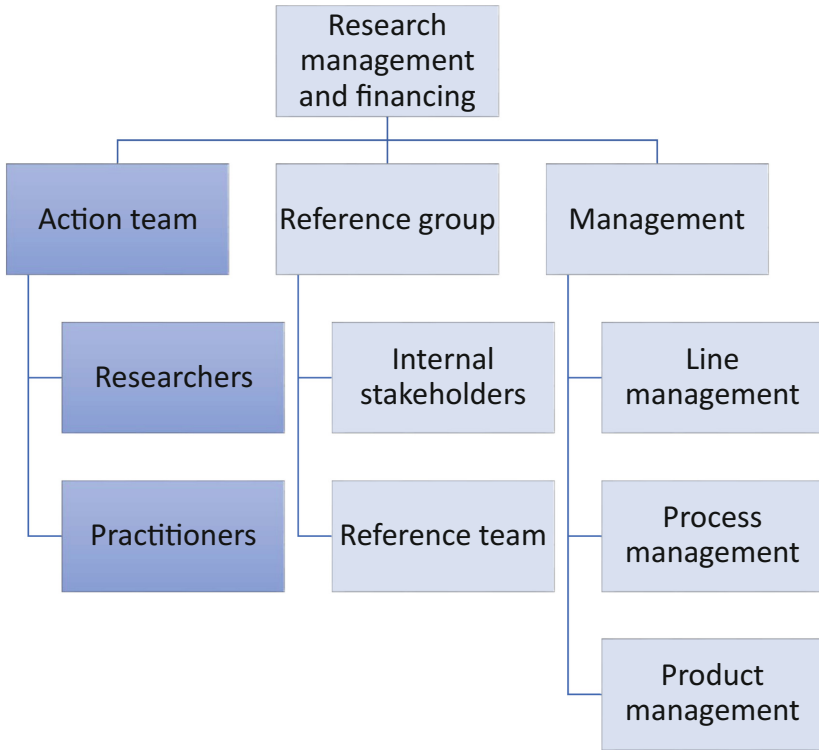 Research
management
and financing
Action team
Reference group
Management
Researchers
Internal
stakeholders
Line
management
Practitioners
Reference team
Process
management
Product
management